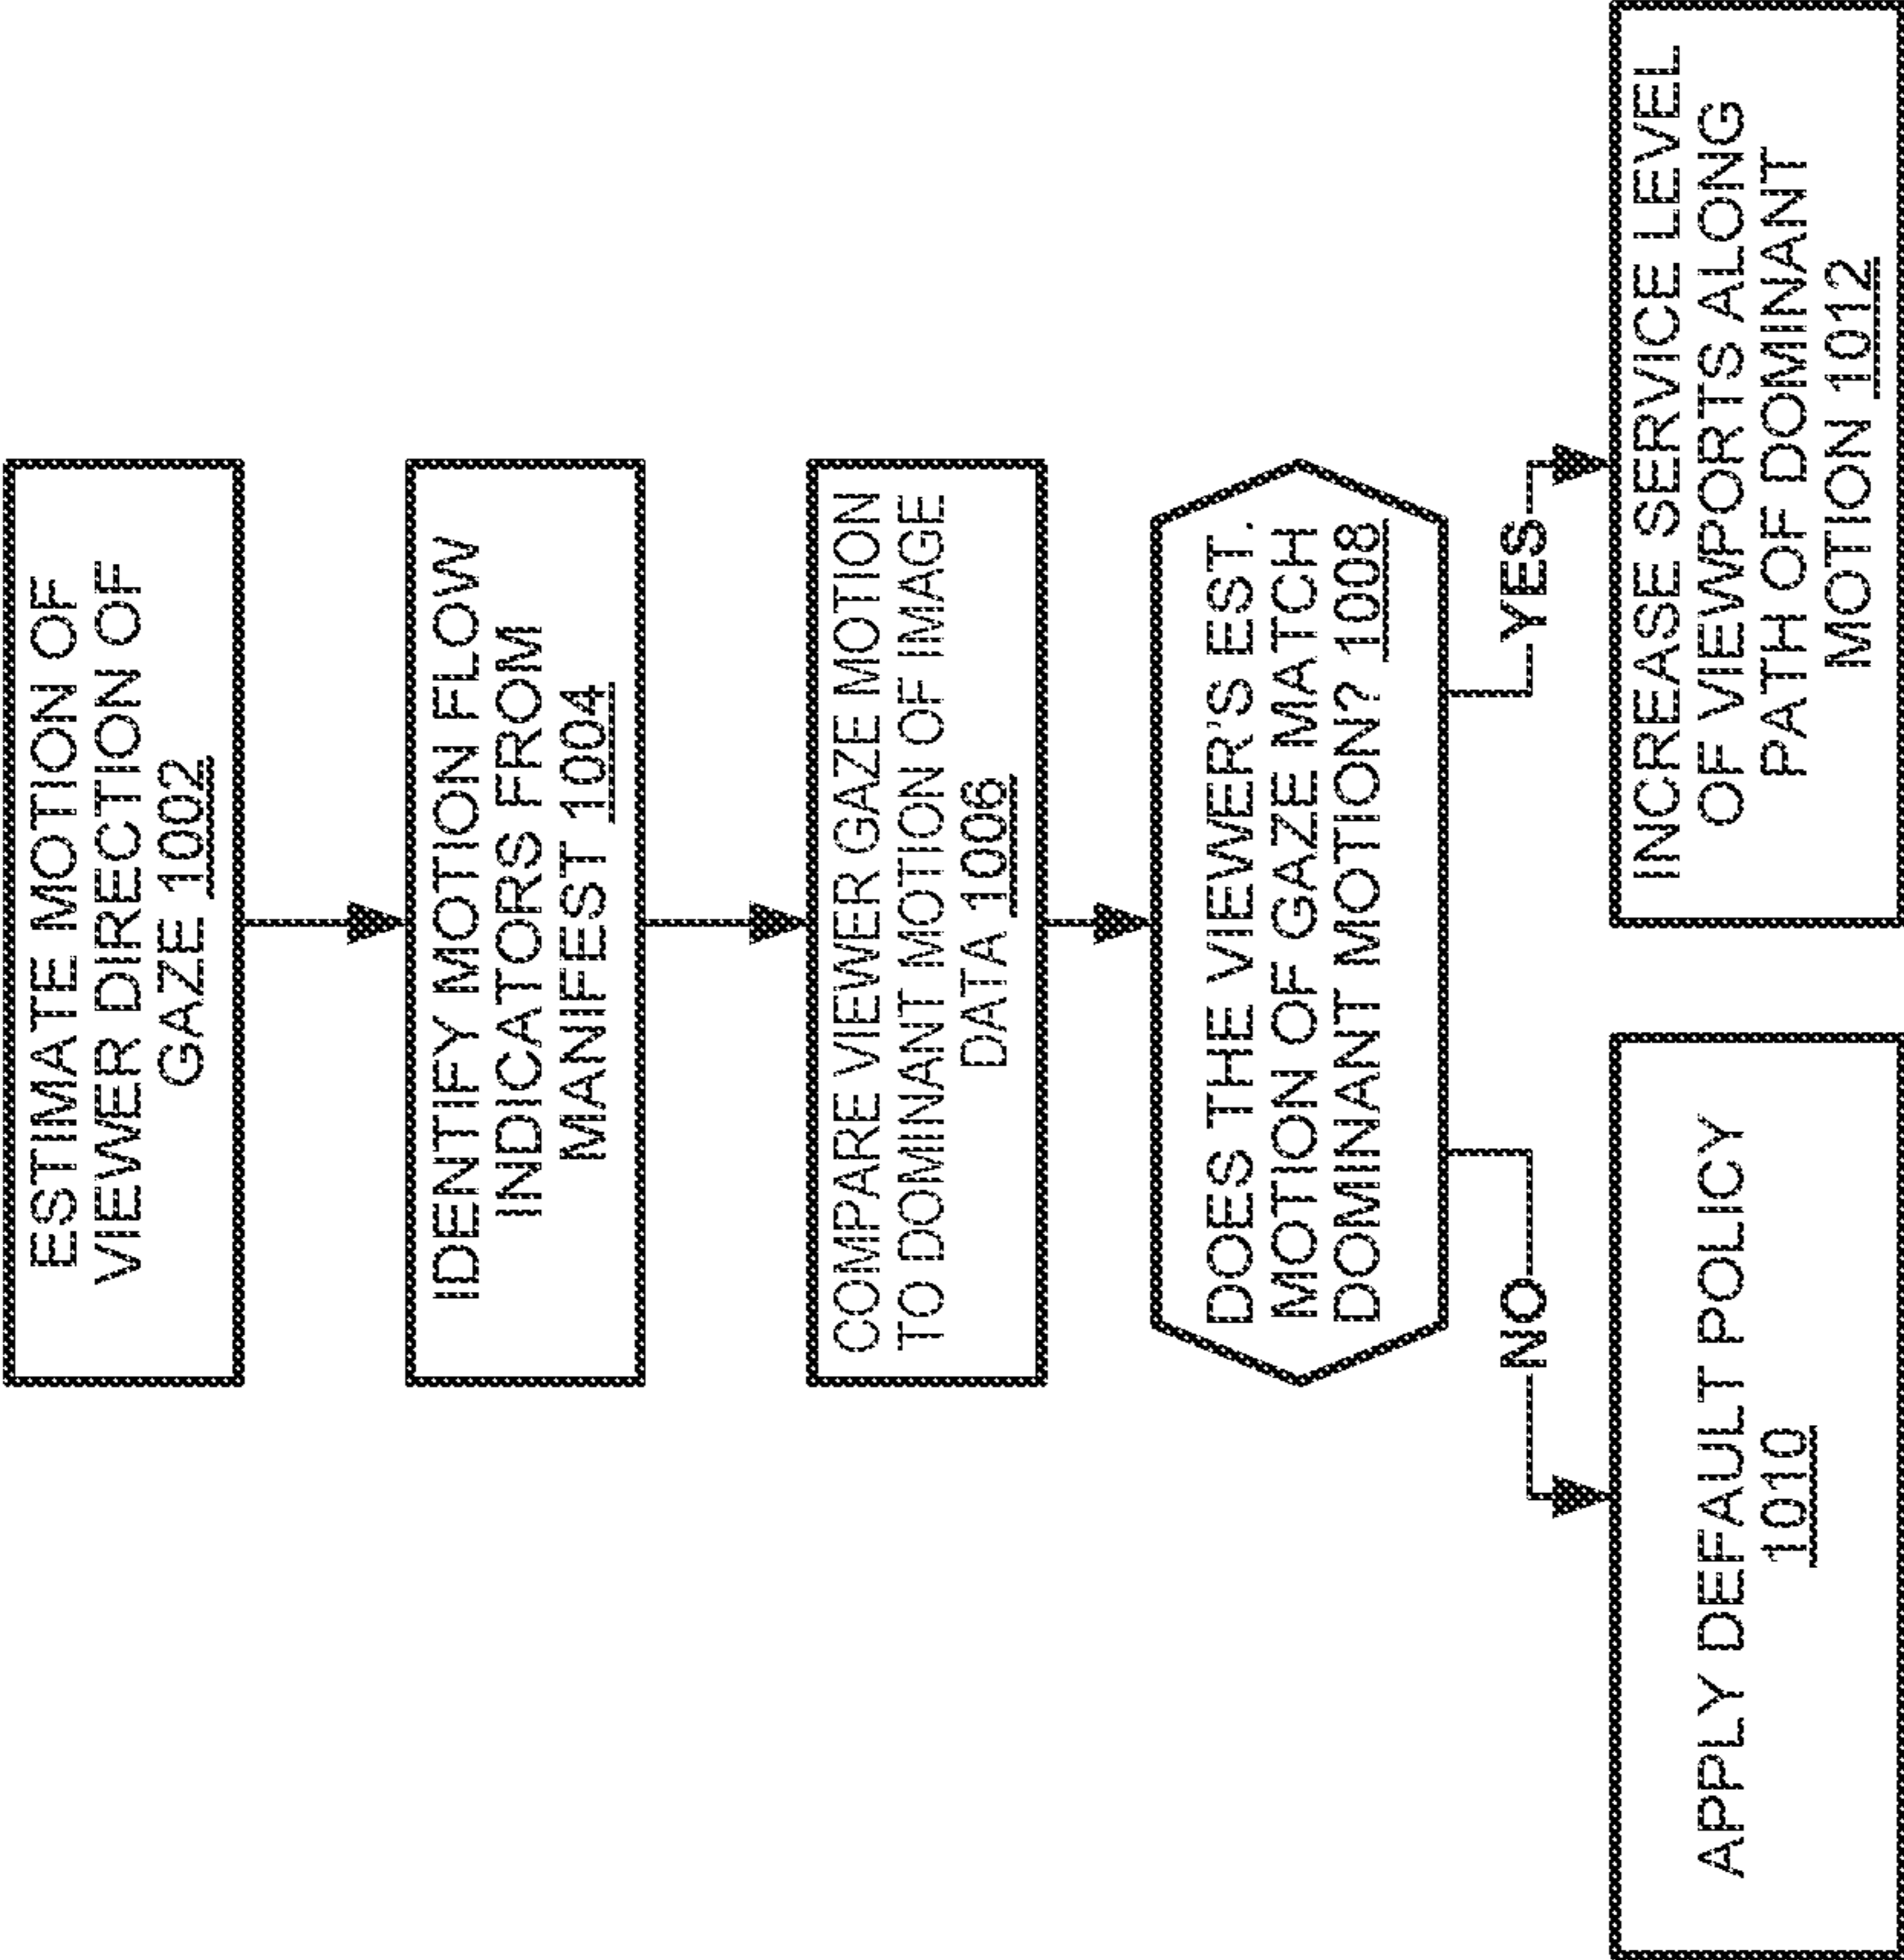 ESTIMATE MOTION OF
VIEWER DIRECTION OF
GAZE 1002
IDENTIFY MOTION FLOW
INDICATORS FROM
MANIFEST 1004
COMPARE VIEWER GAZE MOTION
TO DOMINANT MOTION OF IMAGE
DATA 1006
DOES THE VIEWER'S EST.
MOTION OF GAZE MATCH
DOMINANT MOTION? 1008
NO
YES
APPLY DEFAULT POLICY
1010
INCREASE SERVICE LEVEL
OF VIEWPORTS ALONG
PATH OF DOMINANT
MOTION 1012